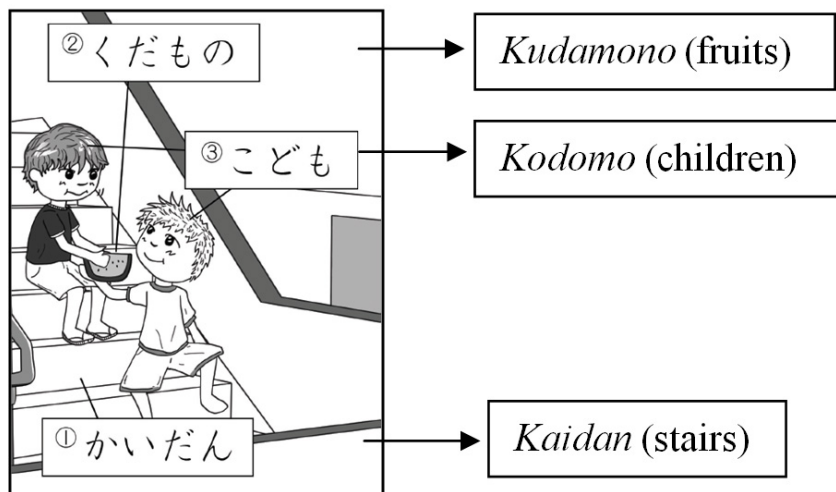 ②くだもの
Kudamono (fruits)
③こども
Kodomo (children)
①かいだん
Kaidan (stairs)